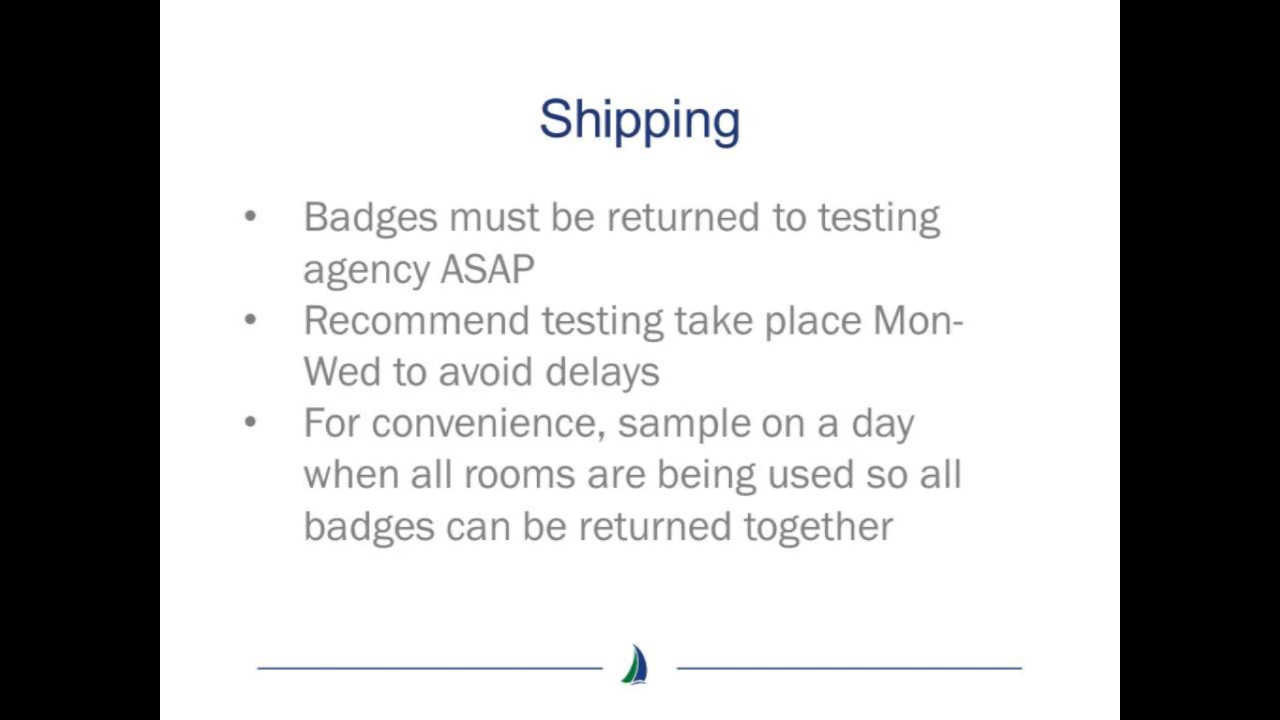 Shipping
• Badges must be returned to testing
agency ASAP
• Recommend testing take place Mon-
Wed to avoid delays
• For convenience, sample on a day
when all rooms are being used so all
badges can be returned together